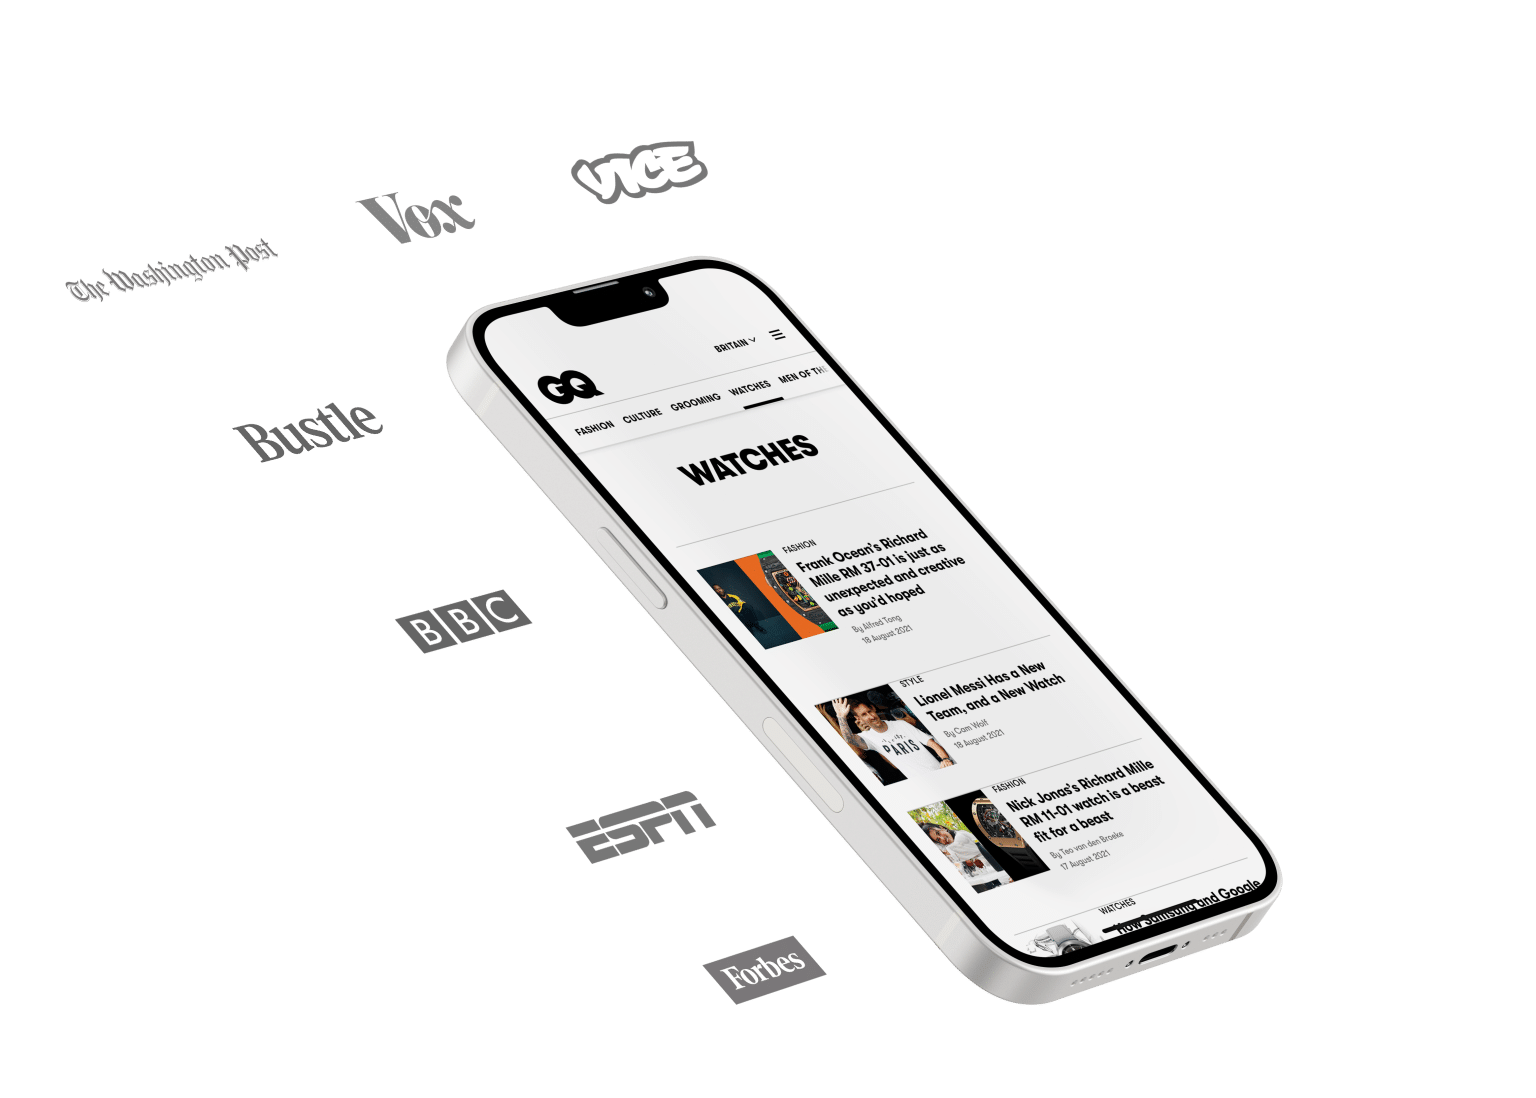 VICE
Vox
The Washington Post
Bustle
BBC
ESPN
Forbes
BRITAIN
GQ
FASHION CULTURE GROOMING WATCHES MEN OF TH
WATCHES
FASHION
Frank Ocean's Richard
Mille RM 37-01 is just as
unexpected and creative
as you'd hoped
By Alfred Tong
18 August 2021
STYLE
Lionel Messi Has a New
Team, and a New Watch
By Cam Wolf
18 August 2021
PARIS
FASHION
Nick Jonas's Richard Mille
RM 11-01 watch is a beast
fit for a beast
By Teo van den Broeke
17 August 2021
WATCHES
How Samsung and Google